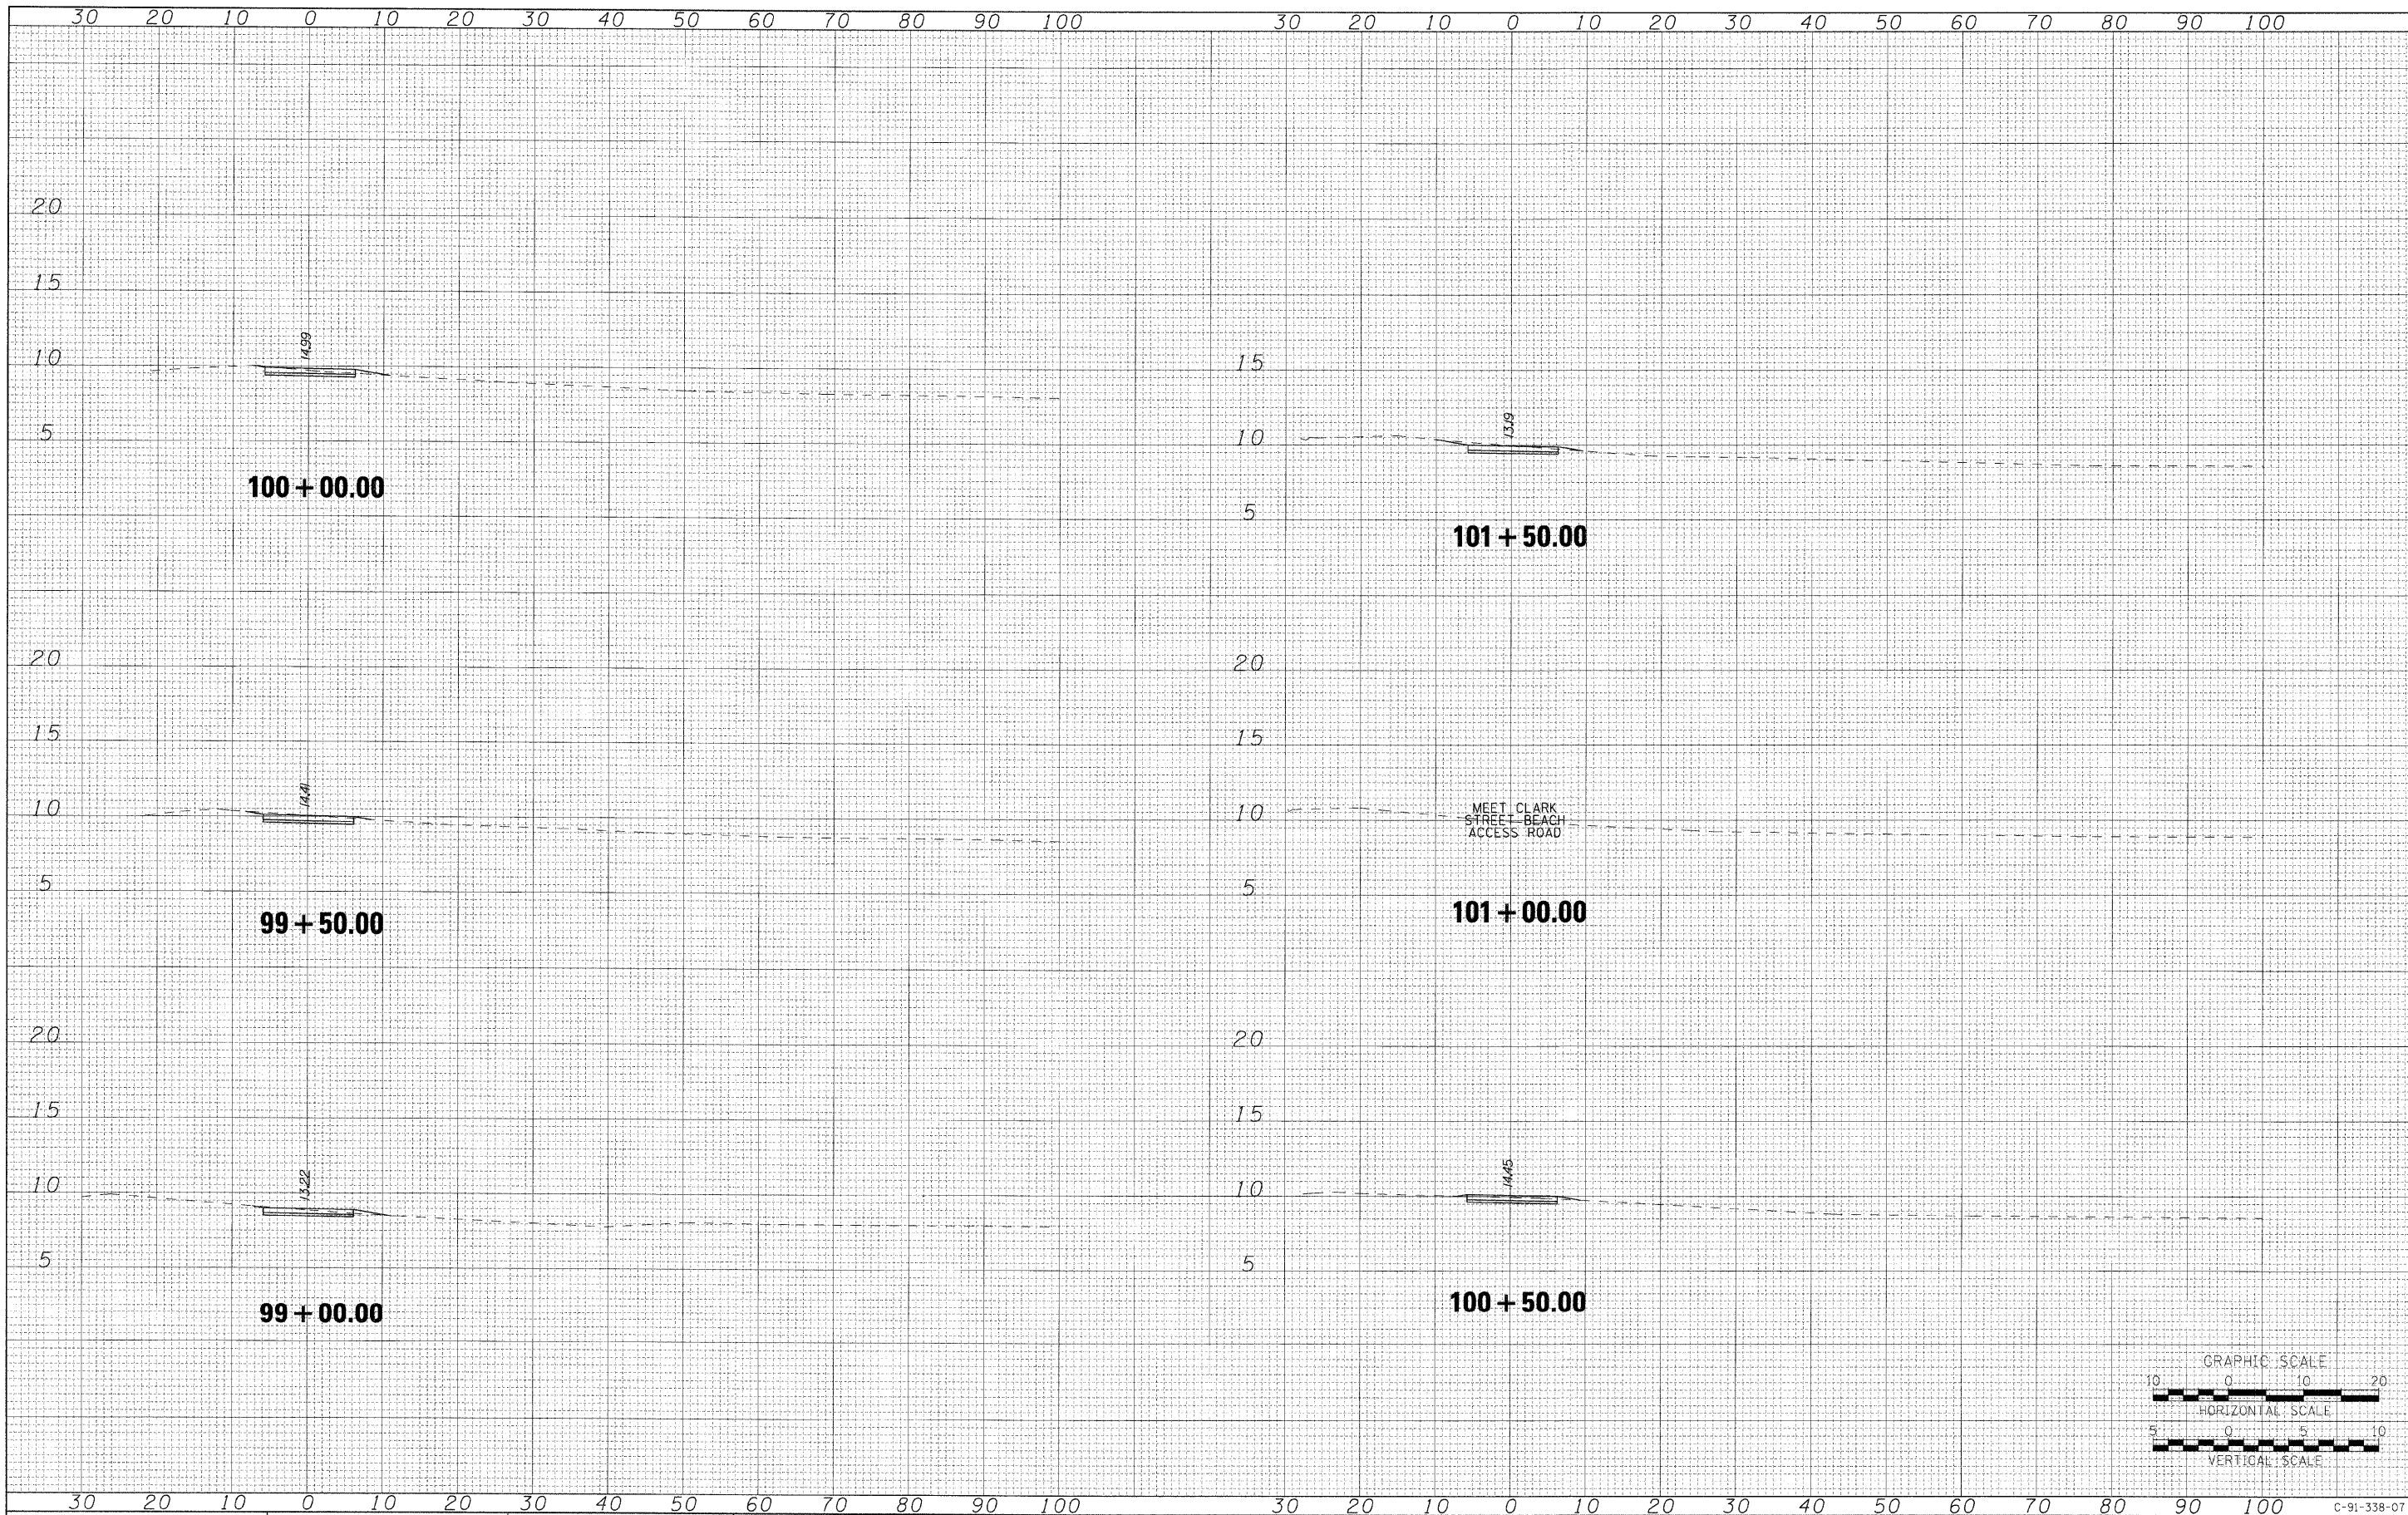 30 20 10 0 10 20 30 40 50 60 70 80 90 100 30 20 10 0 10 20 30 40 50 60 70 80 90 100
20
15
14.99
10
5
100 + 00.00
20
15
14.41
10
5
99 + 50.00
20
15
13.22
10
5
99 + 00.00
15
13.19
10
5
101 + 50.00
20
15
10
MEET CLARK
STREET BEACH
ACCESS ROAD
5
101 + 00.00
20
15
14.45
10
5
100 + 50.00
GRAPHIC SCALE
10 0 10 20
HORIZONTAL SCALE
5 0 5 10
VERTICAL SCALE
30 20 10 0 10 20 30 40 50 60 70 80 90 100 30 20 10 0 10 20 30 40 50 60 70 80 90 100
C-91-338-07